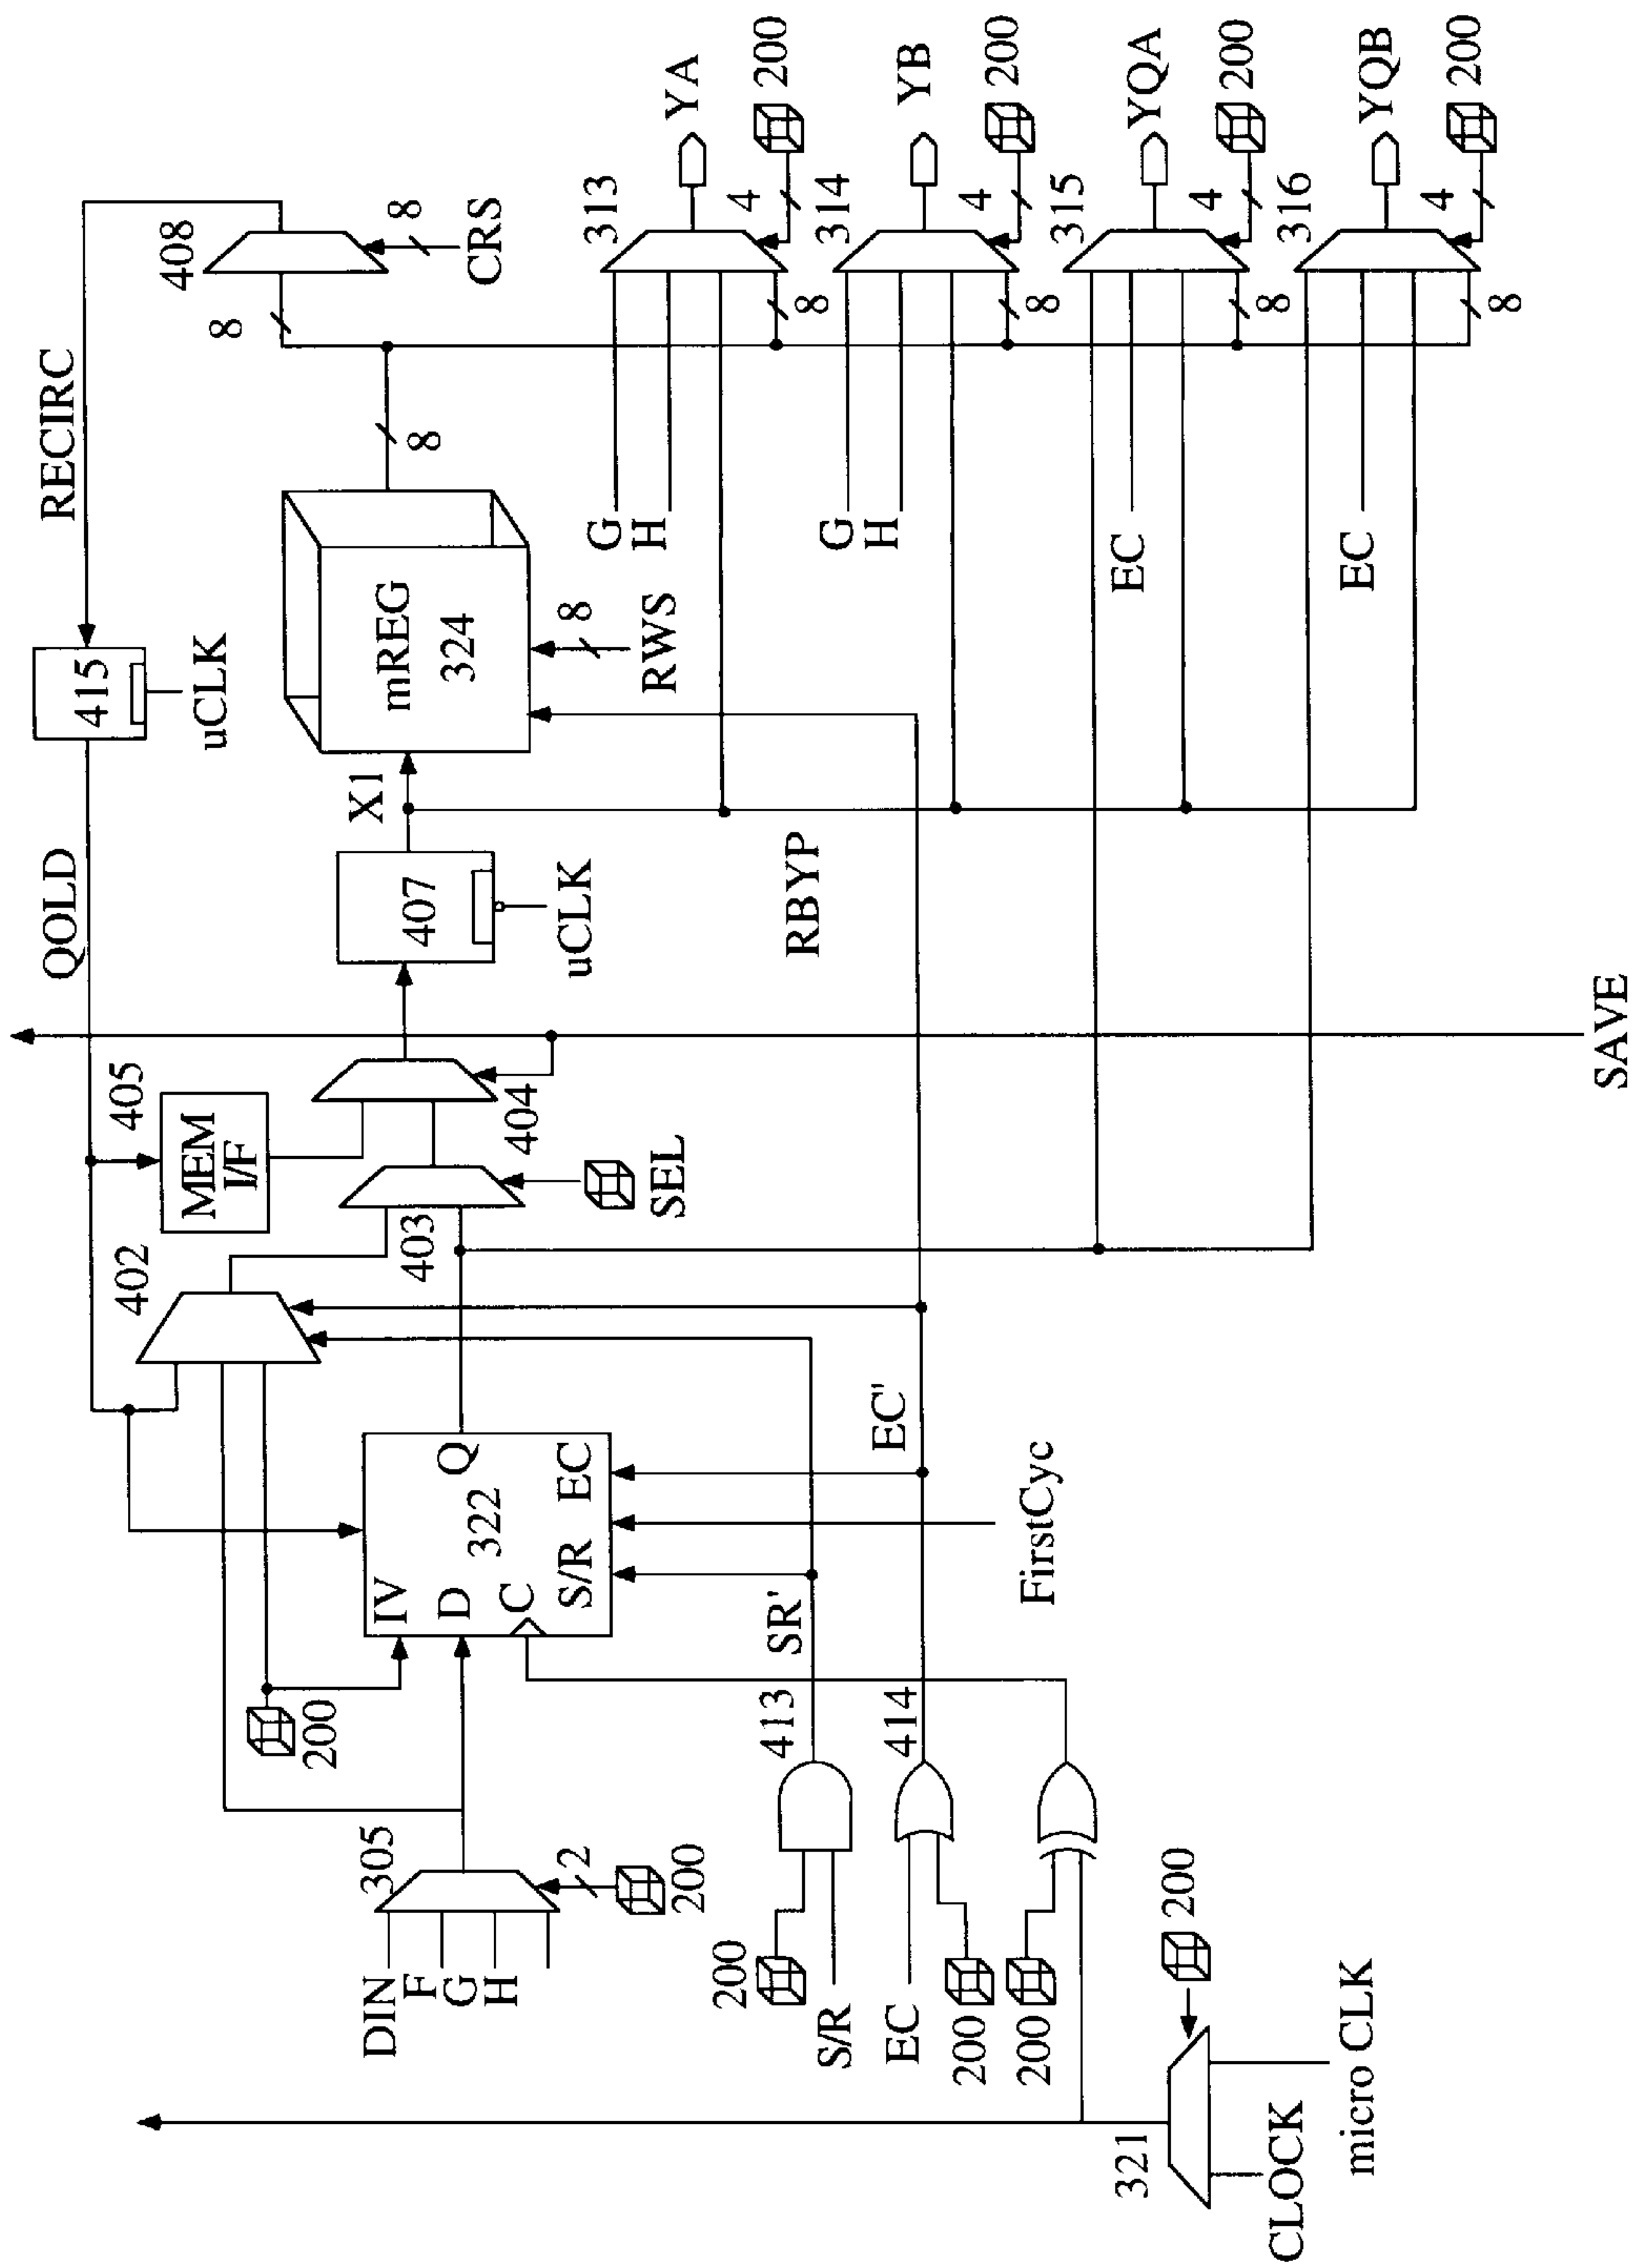 QOLD
RECIRC
415
uCLK
405
MEM
I/F
402
408
8
8
CRS
X1
mREG
324
8
8
RWS
407
uCLK
403
404
SEL
SAVE
RBYP
200
IV
D
C
Q
322
S/R
EC
305
DIN
F
G
H
2
200
413
SR'
200
S/R
414
EC'
EC
200
200
FirstCyc
321
CLOCK
micro CLK
200
G
H
313
8
4
YA
200
G
H
314
8
4
YB
200
EC
315
8
4
YQA
200
EC
316
8
4
YQB
200